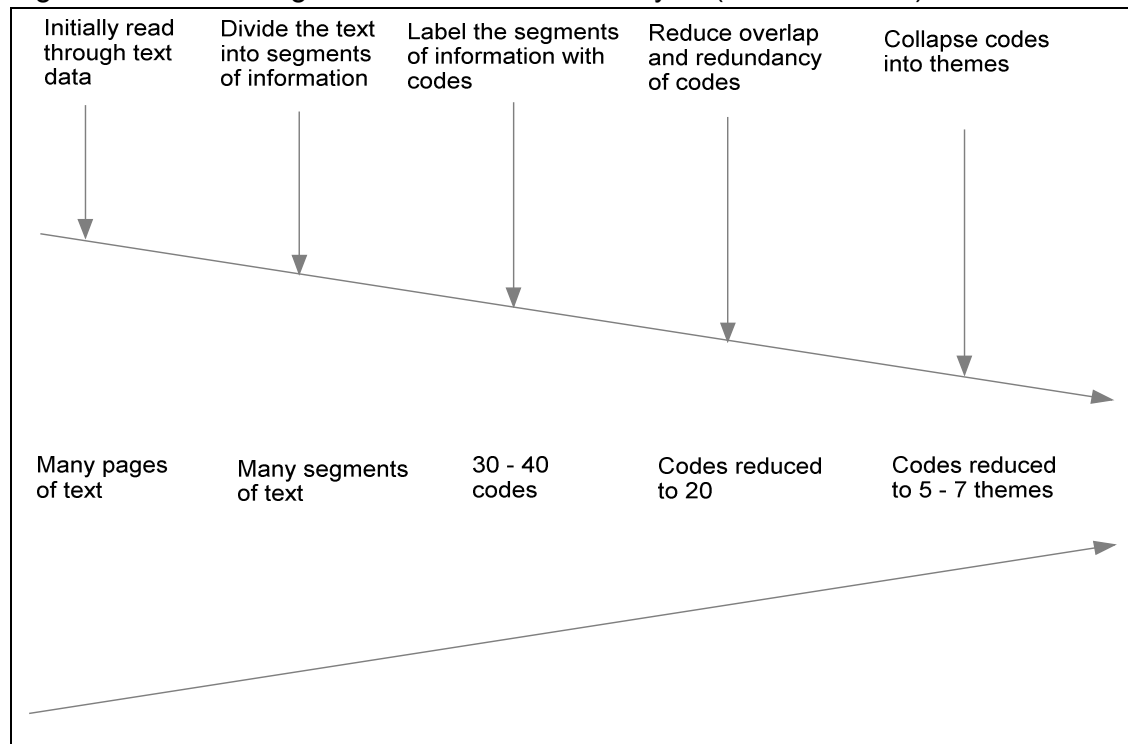 Initially read
through text
data
Divide the text
into segments
of information
Label the segments
of information with
codes
Reduce overlap
and redundancy
of codes
Collapse codes
into themes
Many pages
of text
Many segments
of text
30 - 40
codes
Codes reduced
to 20
Codes reduced
to 5 - 7 themes